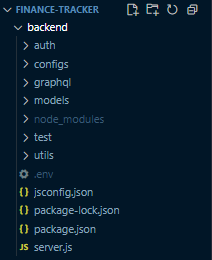 FINANCE-TRACKER
backend
auth
configs
graphql
models
node_modules
test
utils
.env
{} jsconfig.json
{} package-lock.json
{} package.json
JS server.js